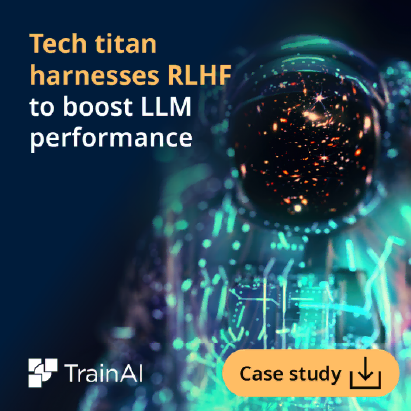 Tech titan
harnesses RLHF
to boost LLM
performance
TrainAI
Case study